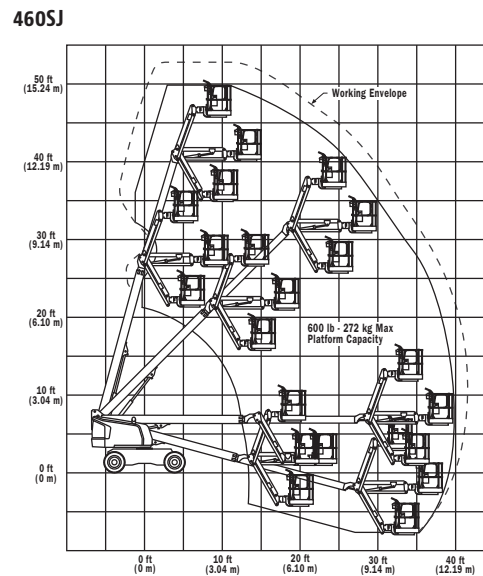 460SJ
50 ft
(15.24 m)
Working Envelope
40 ft
(12.19 m)
30 ft
(9.14 m)
20 ft
(6.10 m)
600 lb - 272 kg Max
Platform Capacity
10 ft
(3.04 m)
0 ft
(0 m)
0 ft
(0 m)
10 ft
(3.04 m)
20 ft
(6.10 m)
30 ft
(9.14 m)
40 ft
(12.19 m)